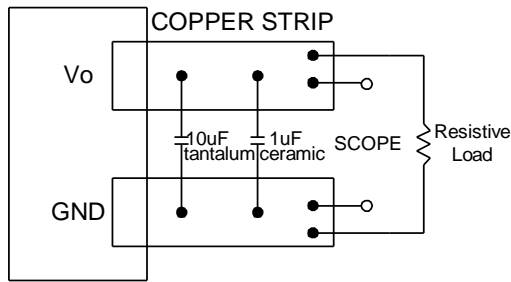 COPPER STRIP
Vo
10uF
tantalum
1uF
ceramic
SCOPE
Resistive
Load
GND